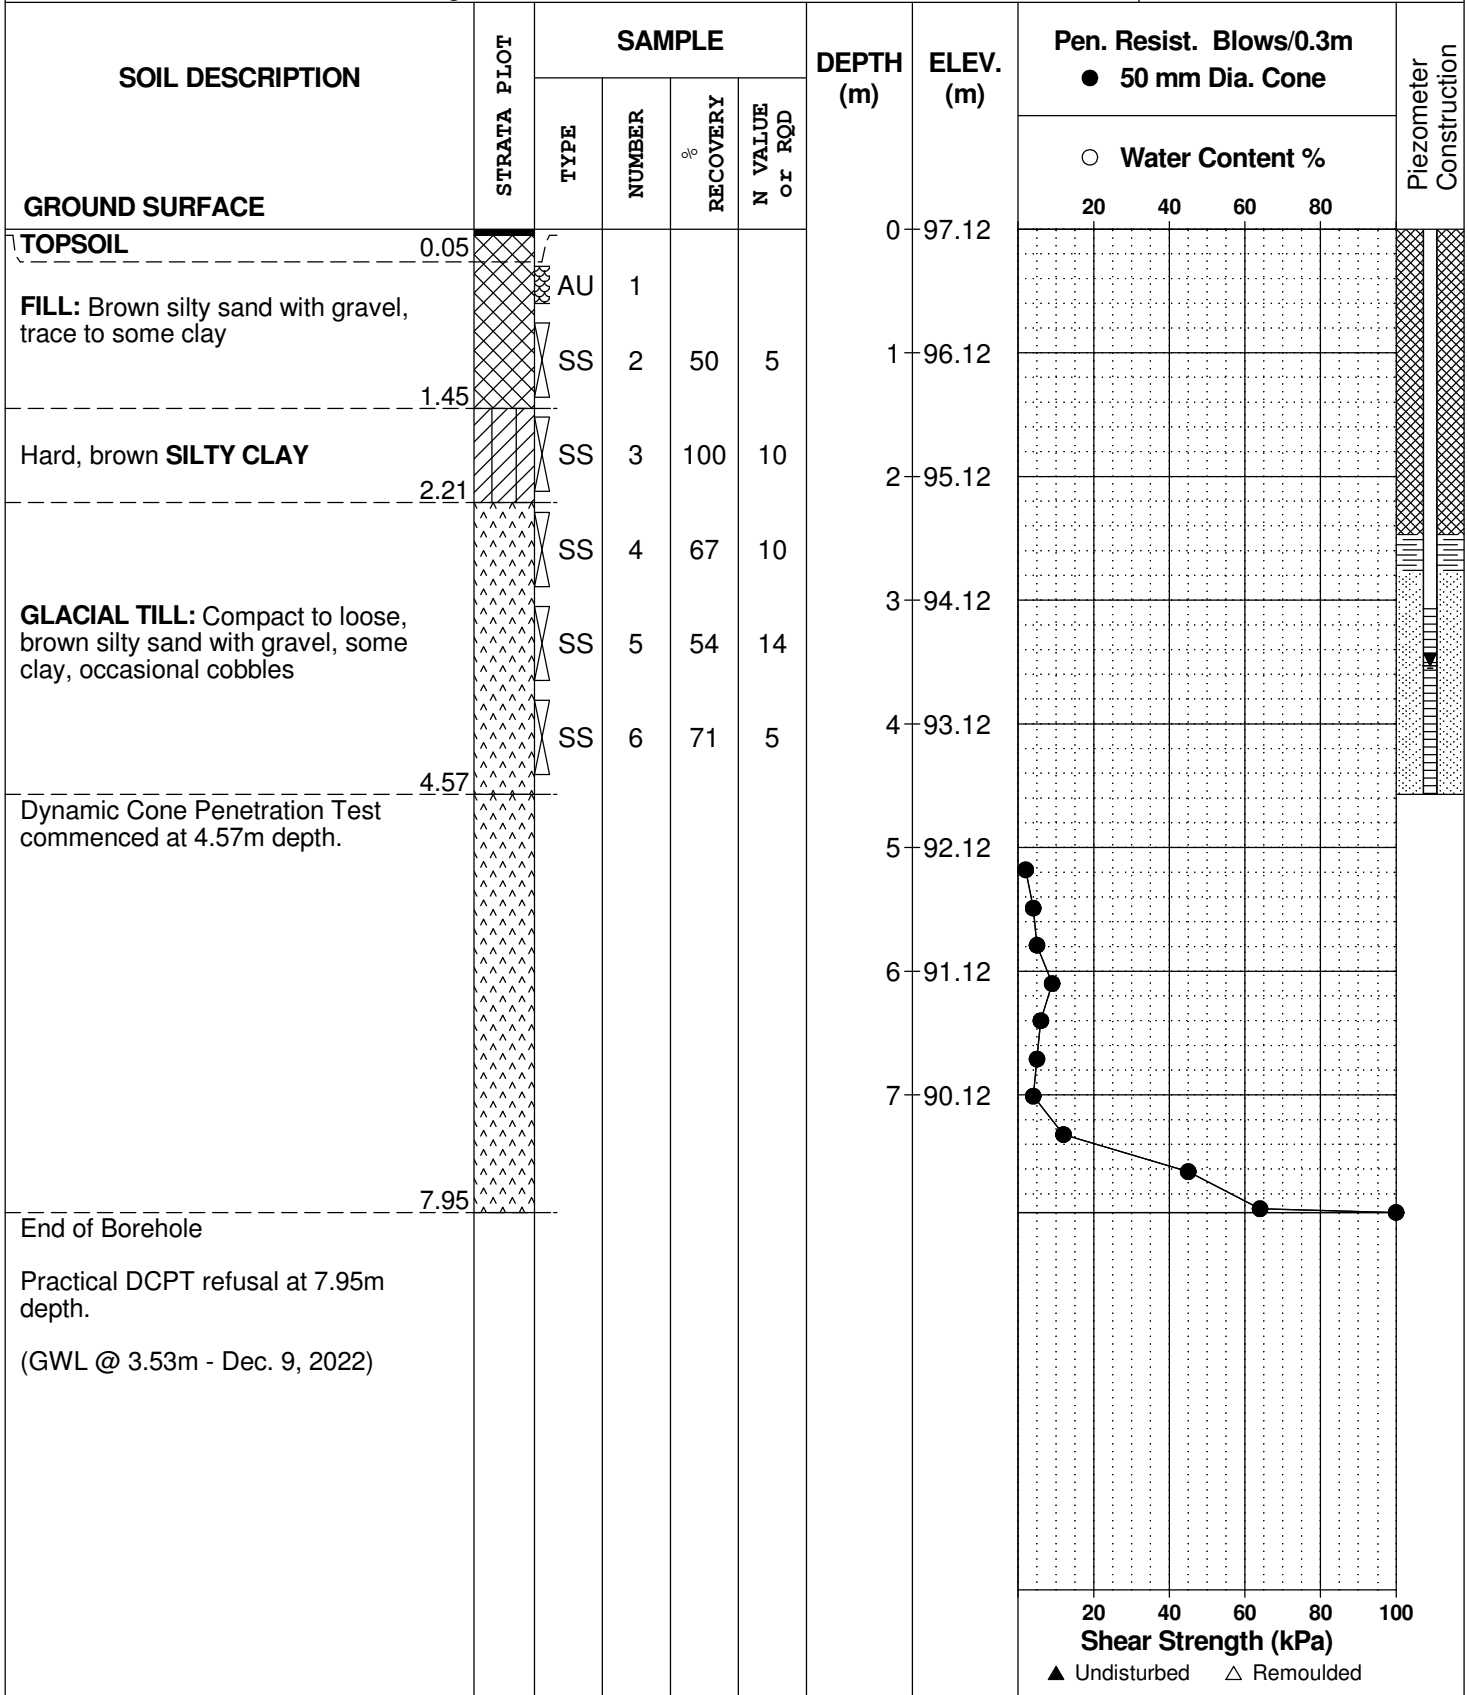 SOIL DESCRIPTION
GROUND SURFACE
STRATA PLOT
SAMPLE
TYPE
NUMBER
%
RECOVERY
N VALUE
or RQD
DEPTH
(m)
ELEV.
(m)
Pen. Resist. Blows/0.3m
● 50 mm Dia. Cone
○ Water Content %
20 40 60 80
Piezometer
Construction
TOPSOIL 0.05
0 97.12
AU 1
FILL: Brown silty sand with gravel,
trace to some clay
SS 2 50 5
1 96.12
1.45
Hard, brown SILTY CLAY
SS 3 100 10
2 95.12
2.21
SS 4 67 10
3 94.12
GLACIAL TILL: Compact to loose,
brown silty sand with gravel, some
clay, occasional cobbles
SS 5 54 14
4 93.12
SS 6 71 5
4.57
Dynamic Cone Penetration Test
commenced at 4.57m depth.
5 92.12
6 91.12
7 90.12
7.95
End of Borehole
Practical DCPT refusal at 7.95m
depth.
(GWL @ 3.53m - Dec. 9, 2022)
20 40 60 80 100
Shear Strength (kPa)
▲ Undisturbed △ Remoulded